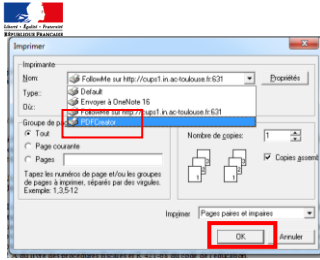 Liberté • Égalité • Fraternité
RÉPUBLIQUE FRANÇAISE
Imprimer
Imprimante
Nom:
FollowMe sur http://cups1.in.ac-toulouse.fr:631
Propriétés
Type:
Default
Envoyer à OneNote 16
Où:
FollowMe sur http://cups1.in.ac-toulouse.fr:631
PDFCreator
Groupe de pag
Tout
Page courante
Pages
Tapez les numéros de page et/ou les groupes
de pages à imprimer, séparés par des virgules.
Exemple: 1,3,5-12
Nombre de copies:
1
Copies assemb
Imprimer
Pages paires et impaires
OK
Annuler